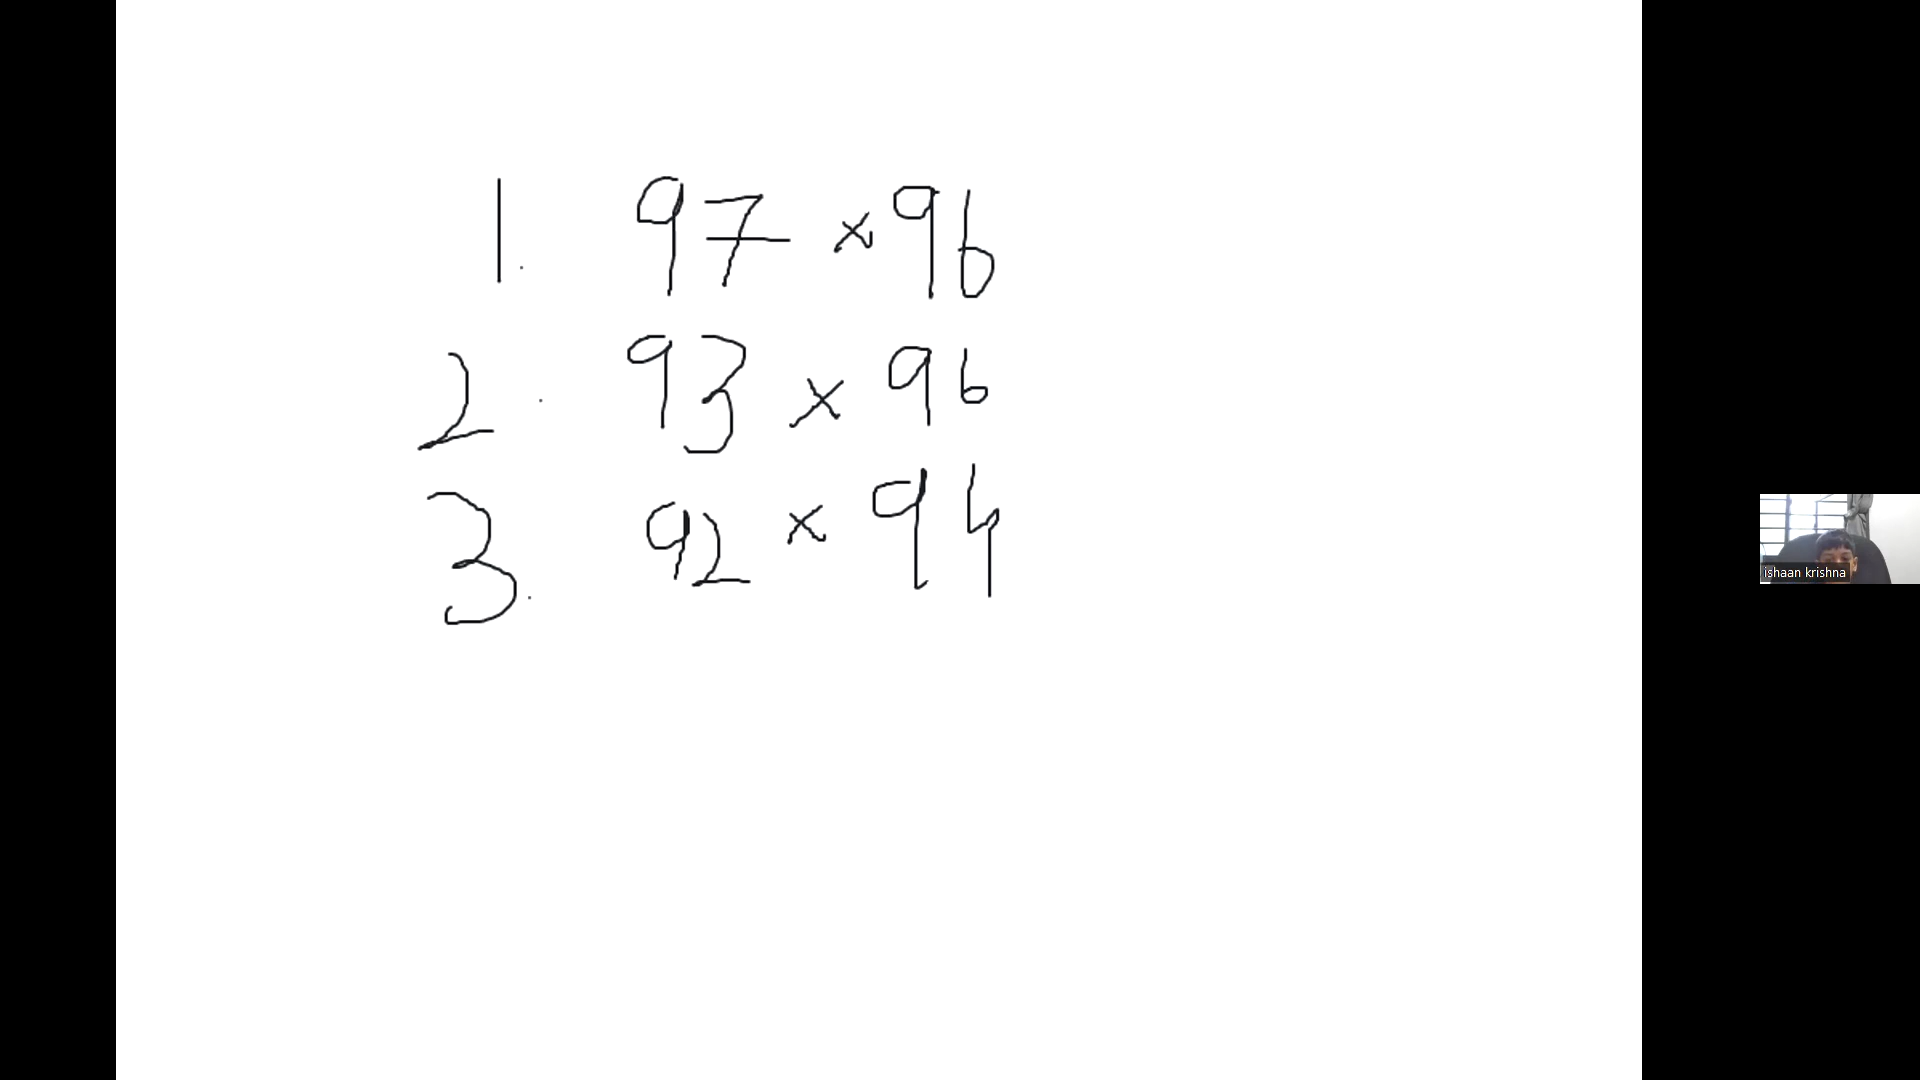 1. 97 × 96
2. 93 × 96
3. 92 × 94
ishaan krishna